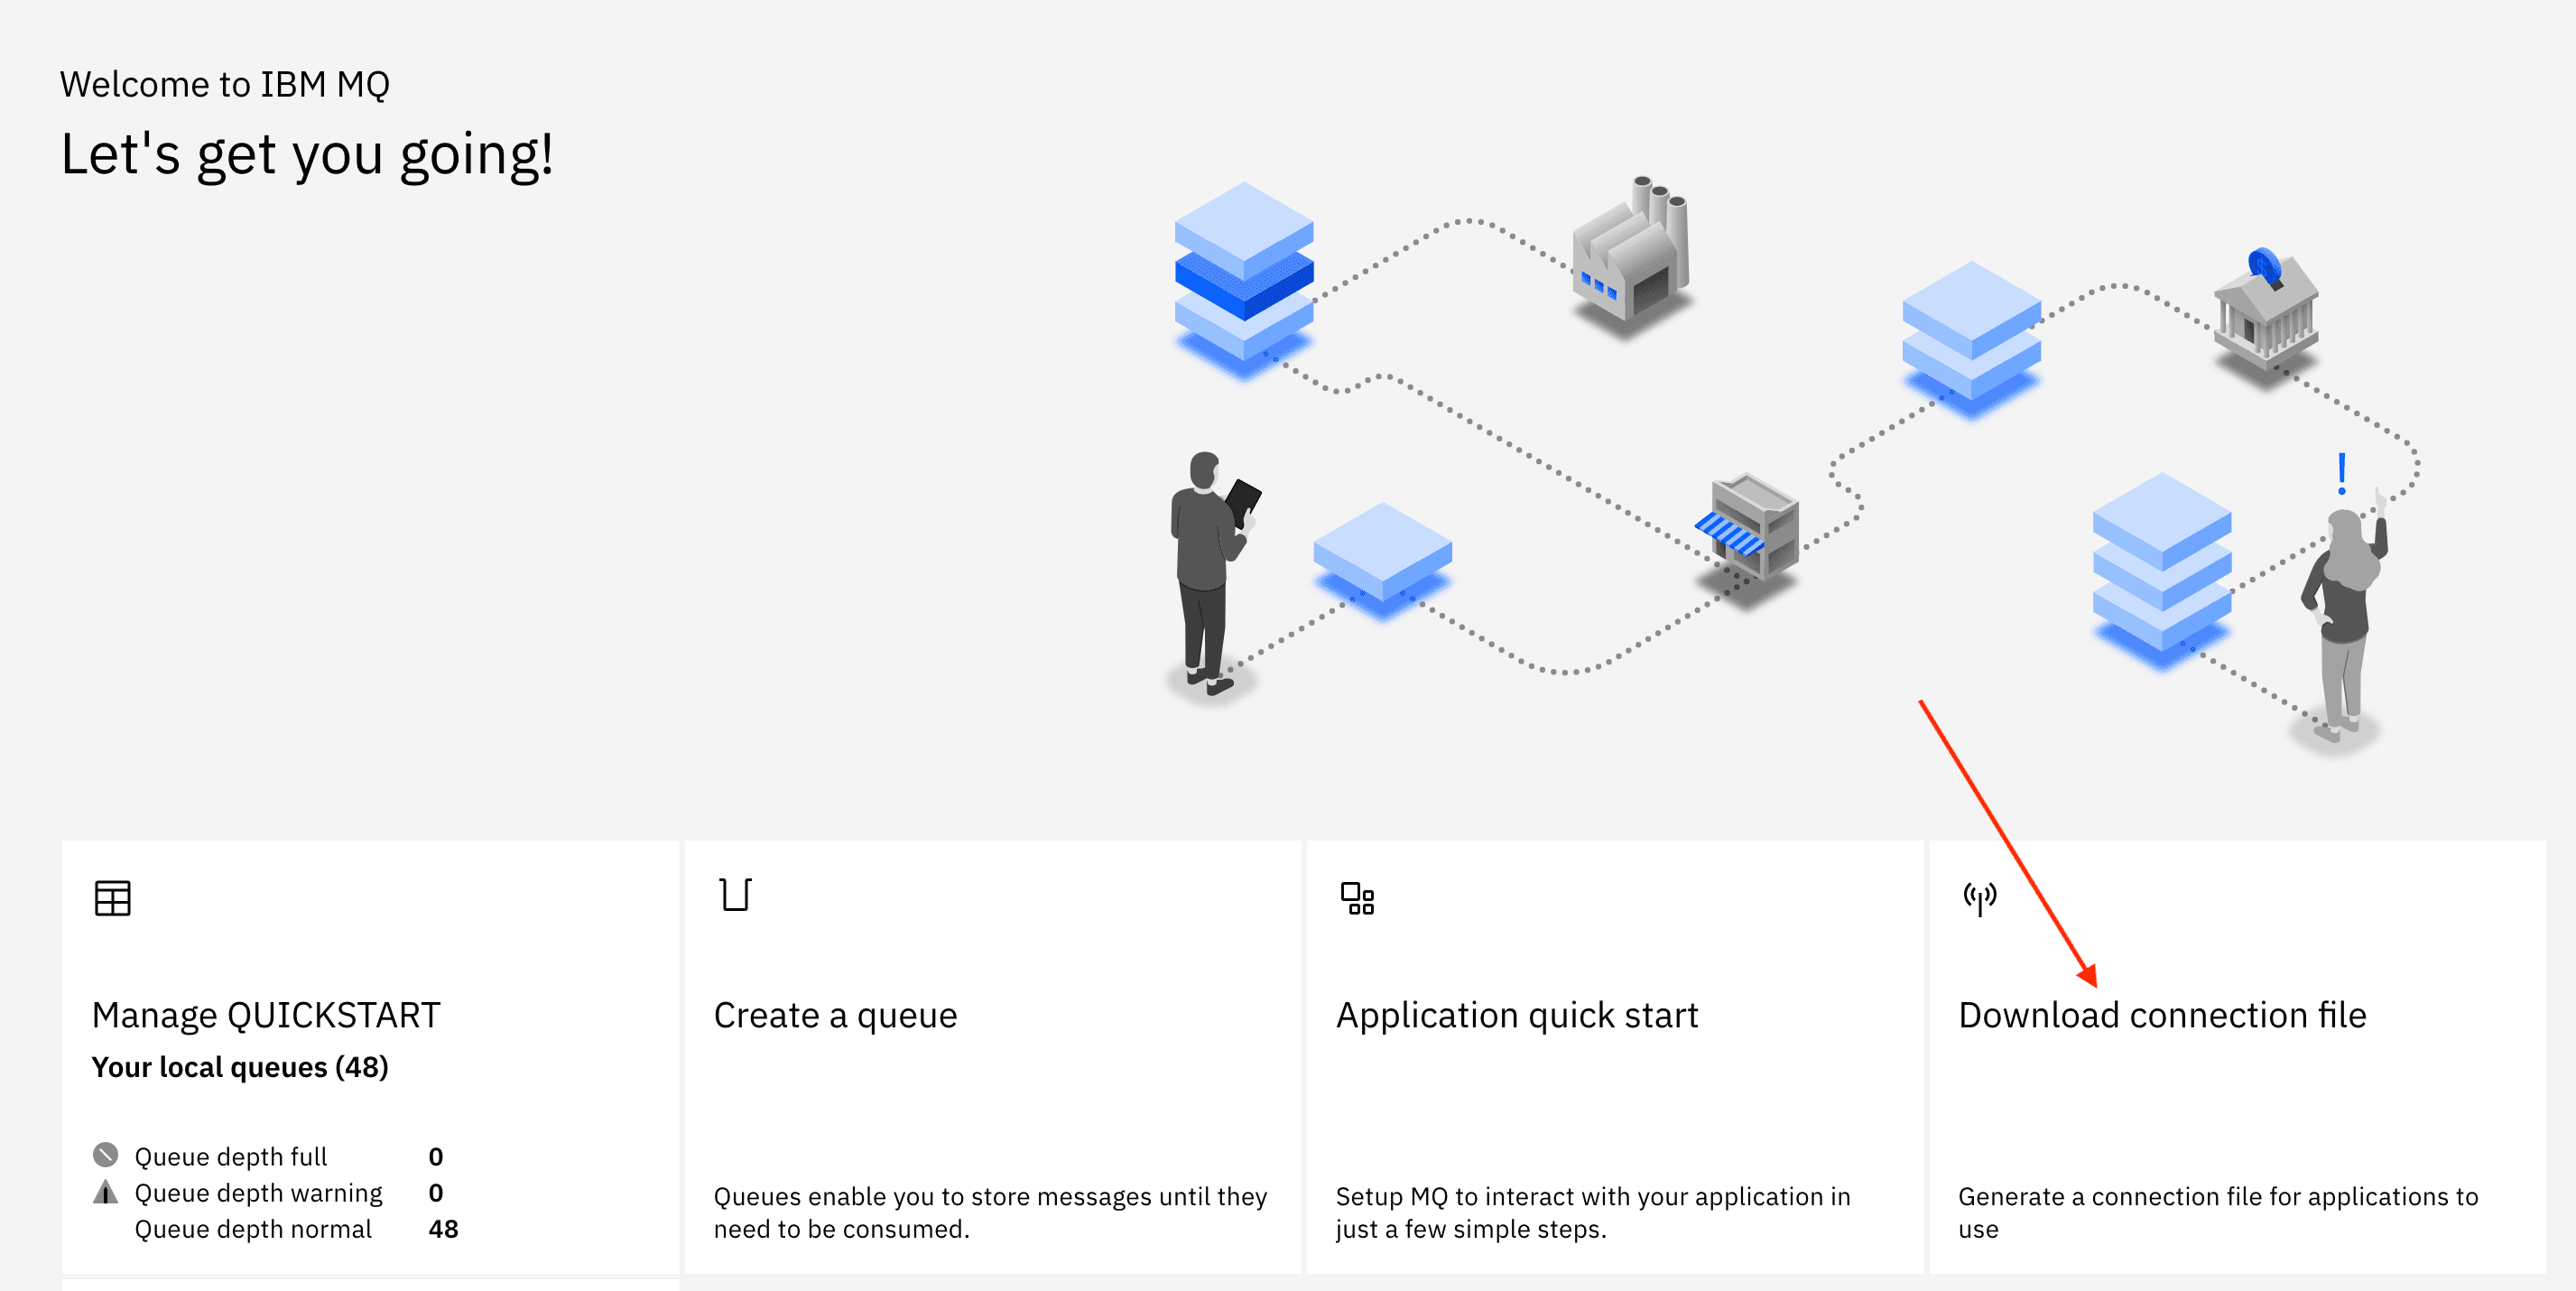 Welcome to IBM MQ
Let's get you going!
Manage QUICKSTART
Your local queues (48)
Queue depth full 0
Queue depth warning 0
Queue depth normal 48
Create a queue
Queues enable you to store messages until they
need to be consumed.
Application quick start
Setup MQ to interact with your application in
just a few simple steps.
Download connection file
Generate a connection file for applications to
use